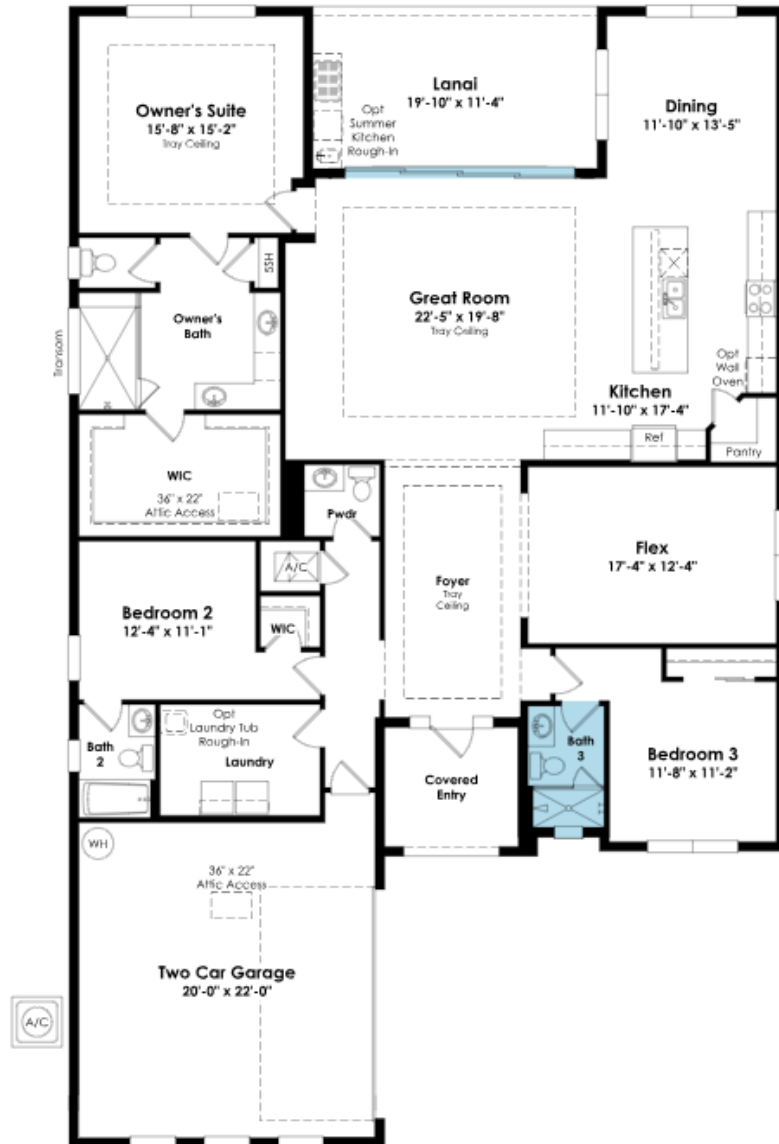 Owner's Suite
15'-8" x 15'-2"
Tray Ceiling
Lanai
19'-10" x 11'-4"
Opt
Summer
Kitchen
Rough-In
Dining
11'-10" x 13'-5"
5SH
Owner's
Bath
Transom
Great Room
22'-5" x 19'-8"
Tray Ceiling
Opt
Wall
Oven
Kitchen
11'-10" x 17'-4"
Ref
Pantry
WIC
36" x 22"
Attic Access
Pwdr
A/C
Foyer
Tray
Ceiling
Flex
17'-4" x 12'-4"
Bedroom 2
12'-4" x 11'-1"
WIC
Bath
2
Opt
Laundry Tub
Rough-In
Laundry
Covered
Entry
Bath
3
Bedroom 3
11'-8" x 11'-2"
WH
36" x 22"
Attic Access
Two Car Garage
20'-0" x 22'-0"
A/C